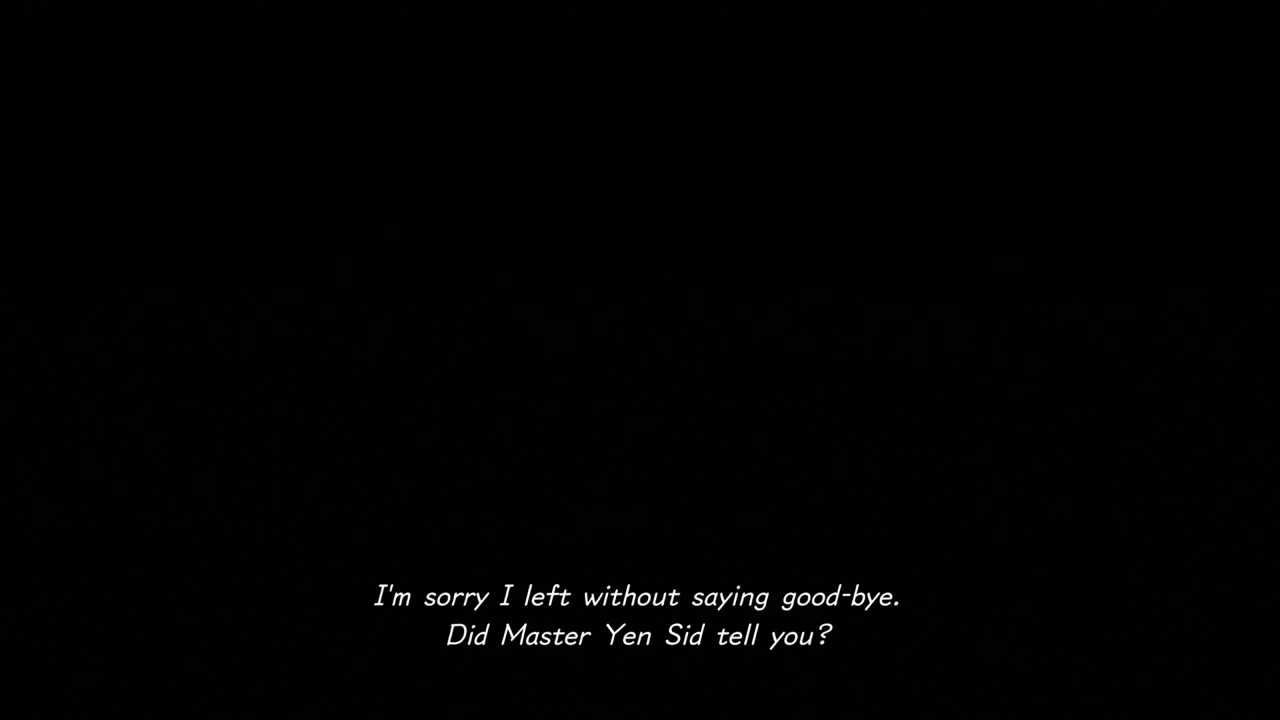 I'm sorry I left without saying good-bye.
Did Master Yen Sid tell you?